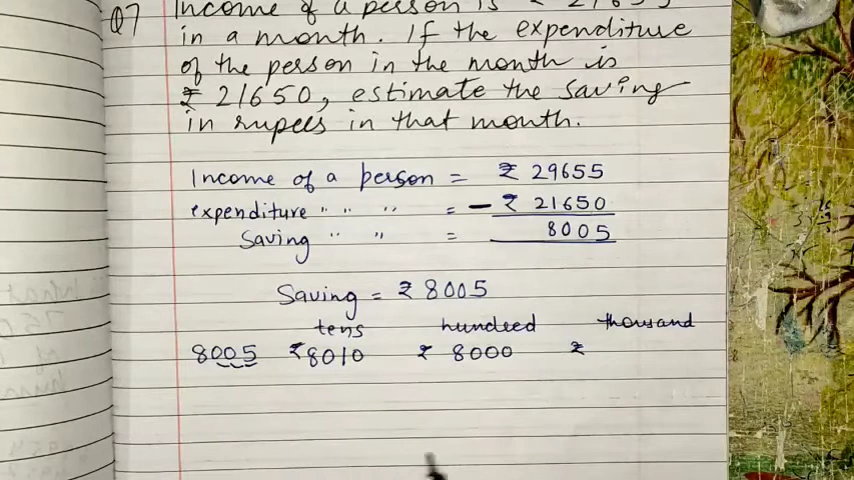 Q7 Income of a person is ₹
in a month. If the expenditure
of the person in the month is
₹ 21650, estimate the saving
in rupees in that month.
Income of a person = ₹ 29655
expenditure " " " = - ₹ 21650
Saving " " = 8005
Saving = ₹ 8005
tens hundeed thousand
8005 ₹8010 ₹ 8000 ₹